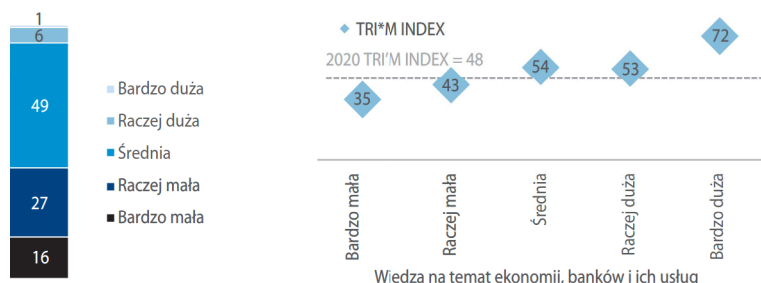 1
6
49
27
16
Bardzo duża
Raczej duża
Średnia
Raczej mała
Bardzo mała
TRI*M INDEX
2020 TRI'M INDEX = 48
35
43
54
53
72
Bardzo mała
Raczej mała
Średnia
Raczej duża
Bardzo duża
Wiedza na temat ekonomii, banków i ich usług